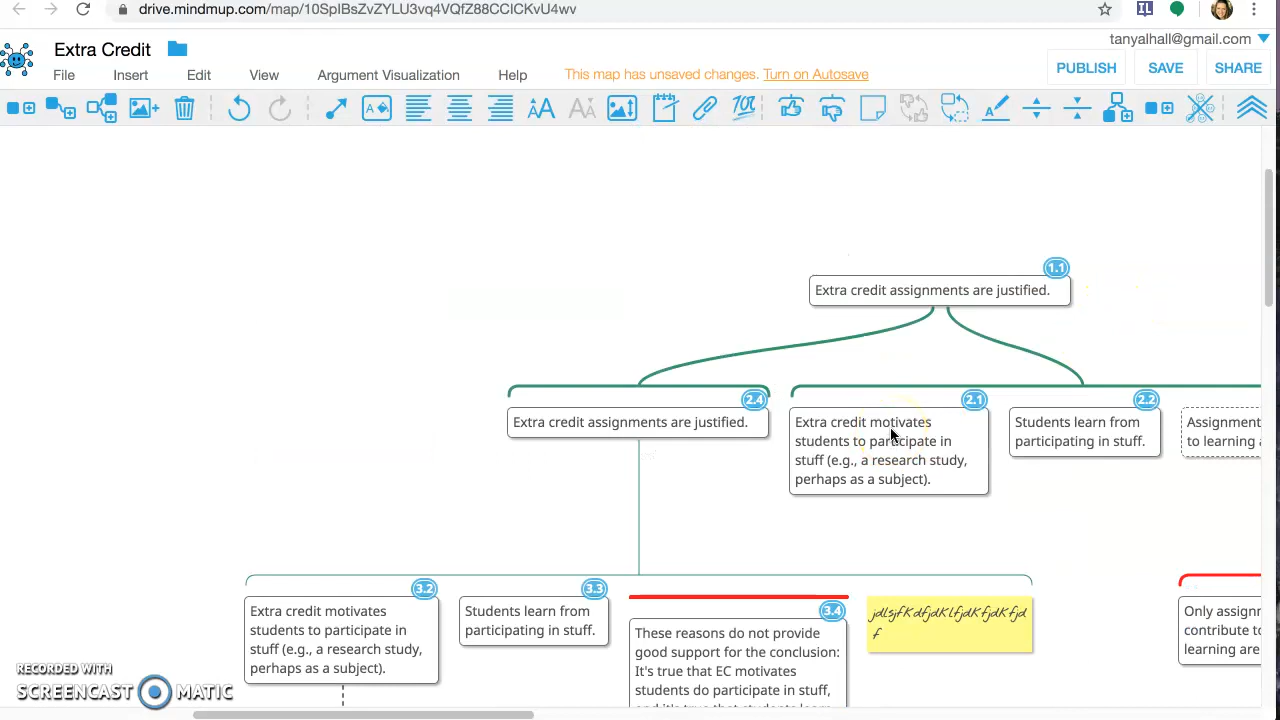 drive.mindmup.com/map/10SpIBsZvZYLU3vq4VQfZ88CCICKvU4wv
IL
Extra Credit
tanyalhall@gmail.com
File Insert Edit View Argument Visualization Help
This map has unsaved changes. Turn on Autosave
PUBLISH SAVE SHARE
1.1
Extra credit assignments are justified.
2.4
Extra credit assignments are justified.
2.1
Extra credit motivates
students to participate in
stuff (e.g., a research study,
perhaps as a subject).
2.2
Students learn from
participating in stuff.
Assignment
to learning
3.2
Extra credit motivates
students to participate in
stuff (e.g., a research study,
perhaps as a subject).
3.3
Students learn from
participating in stuff.
3.4
These reasons do not provide
good support for the conclusion:
It's true that EC motivates
students do participate in stuff,
Only assignm
contribute to
learning are
RECORDED WITH
SCREENCAST MATIC